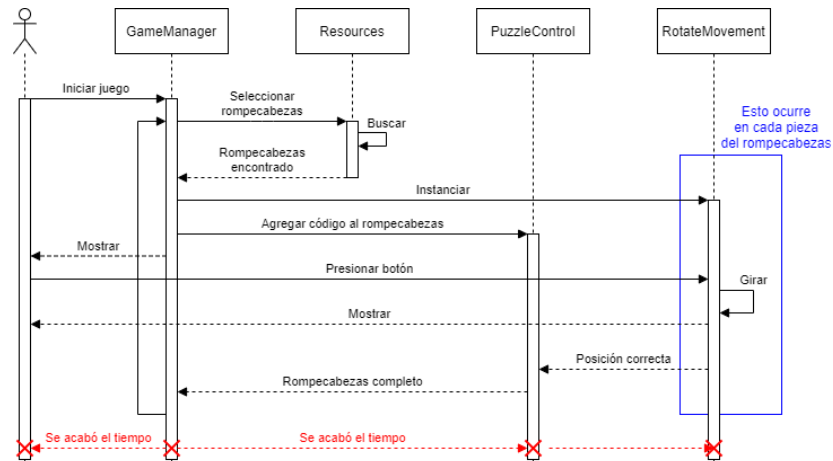 GameManager
Resources
PuzzleControl
RotateMovement
Iniciar juego
Seleccionar
rompecabezas
Buscar
Esto ocurre
en cada pieza
del rompecabezas
Rompecabezas
encontrado
Instanciar
Agregar código al rompecabezas
Mostrar
Presionar botón
Girar
Mostrar
Posición correcta
Rompecabezas completo
Se acabó el tiempo
Se acabó el tiempo